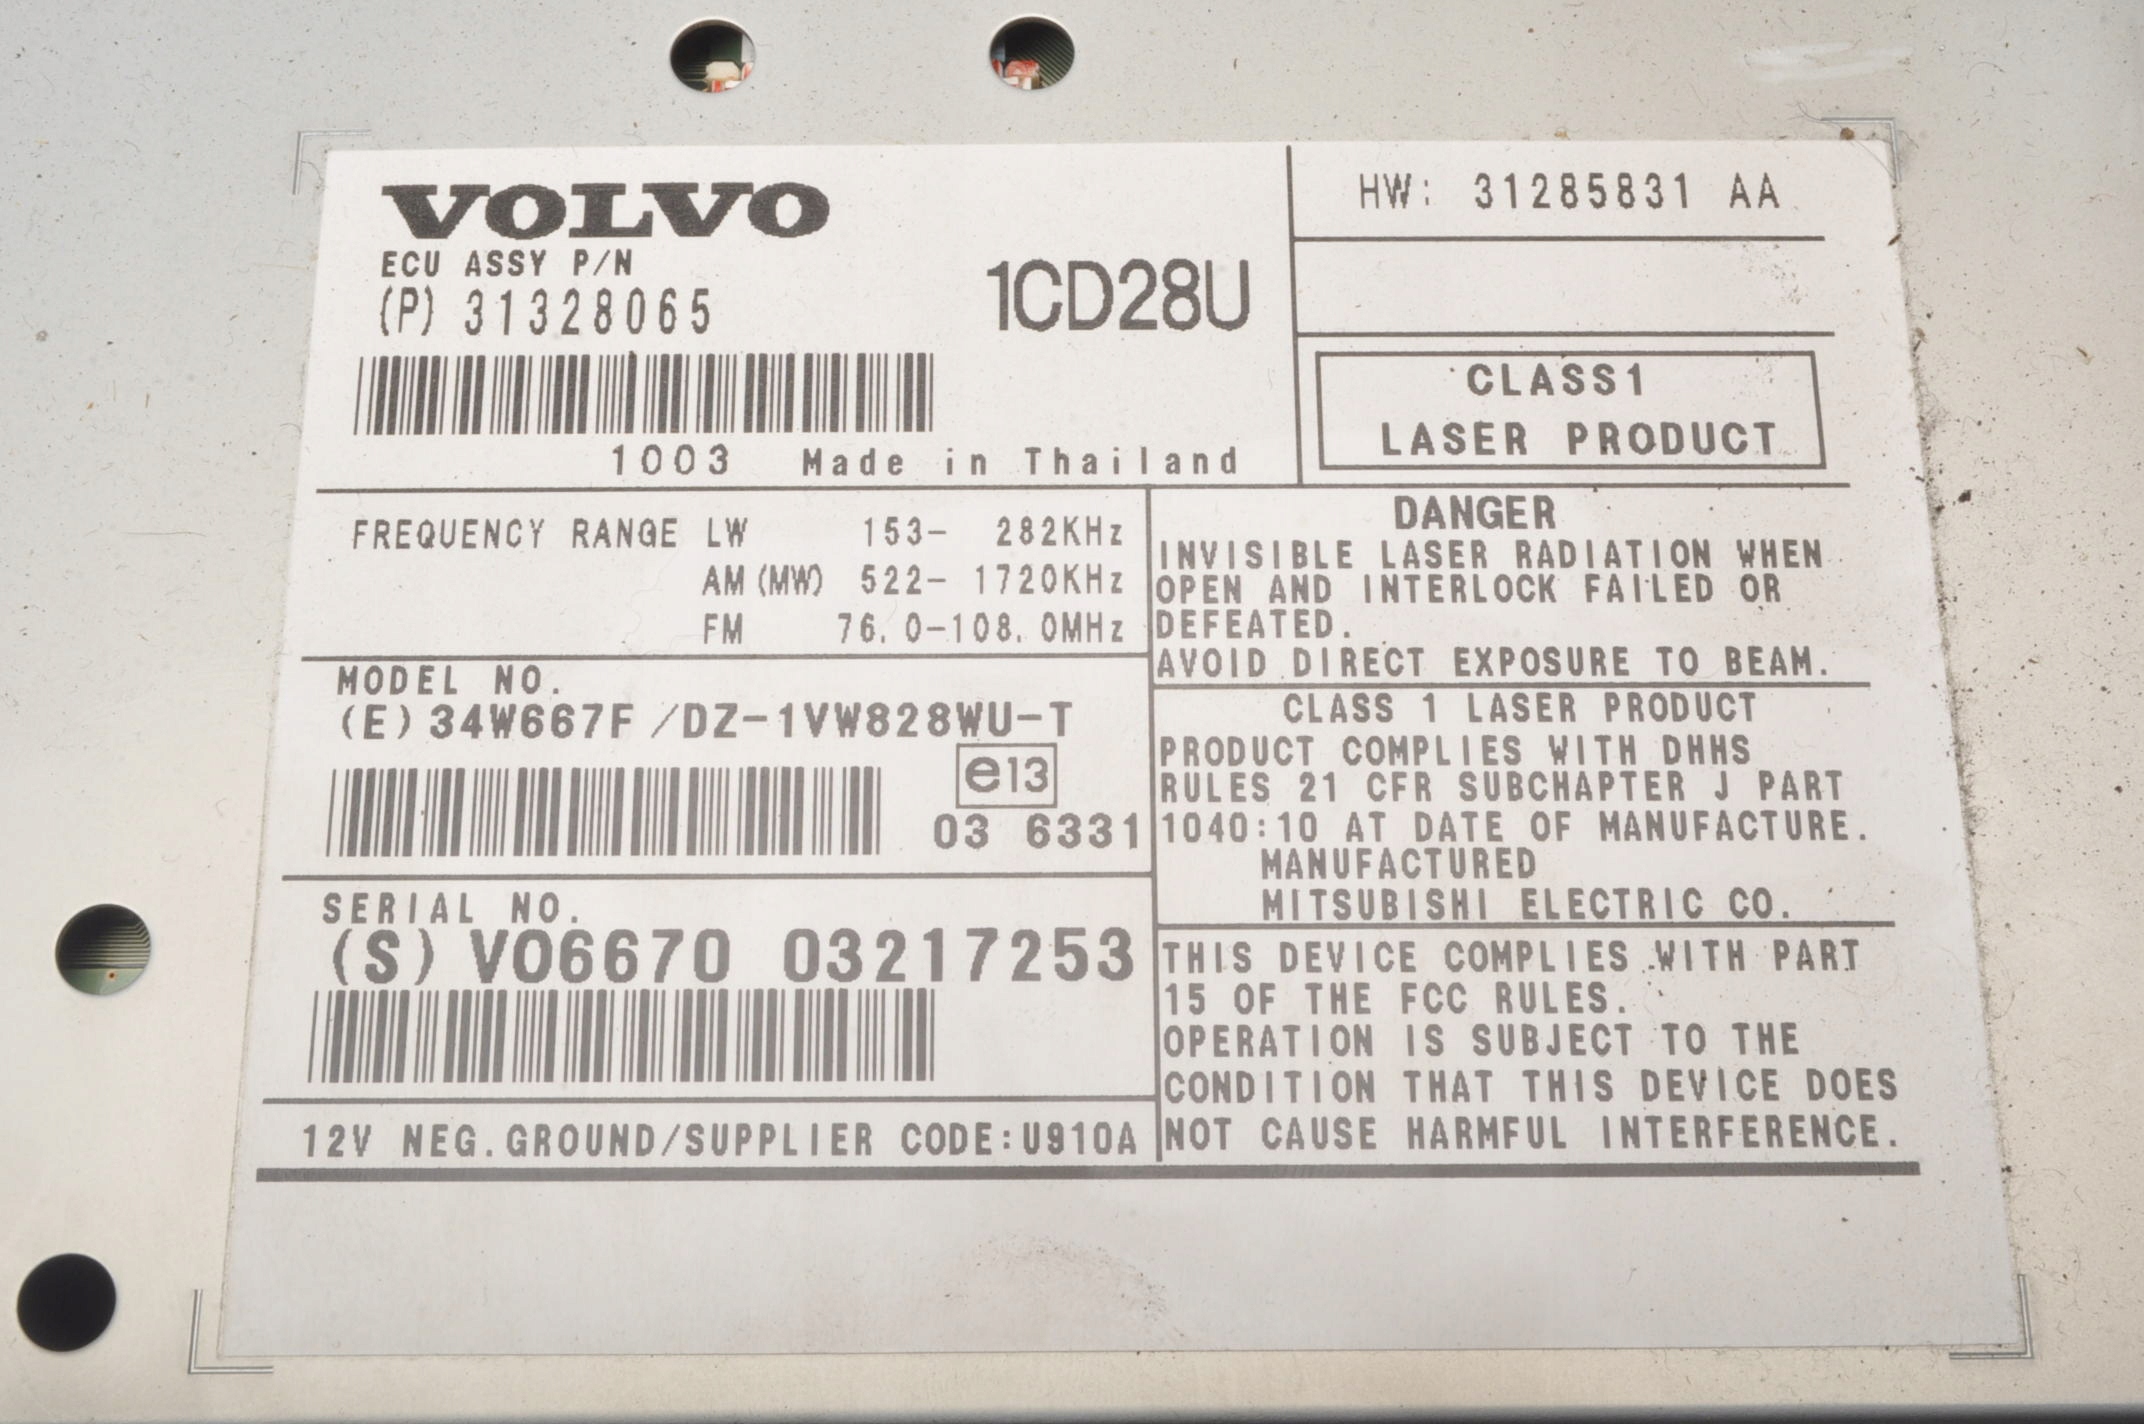 VOLVO
ECU ASSY P/N
(P) 31328065
1CD28U
1003 Made in Thailand
HW: 31285831 AA
CLASS1
LASER PRODUCT
FREQUENCY RANGE LW 153- 282KHz
AM(MW) 522- 1720KHz
FM 76.0-108.0MHz
DANGER
INVISIBLE LASER RADIATION WHEN
OPEN AND INTERLOCK FAILED OR
DEFEATED.
AVOID DIRECT EXPOSURE TO BEAM.
MODEL NO.
(E)34W667F /DZ-1VW828WU-T
e13
03 6331
CLASS 1 LASER PRODUCT
PRODUCT COMPLIES WITH DHHS
RULES 21 CFR SUBCHAPTER J PART
1040:10 AT DATE OF MANUFACTURE.
MANUFACTURED
MITSUBISHI ELECTRIC CO.
SERIAL NO.
(S) VO6670 03217253
THIS DEVICE COMPLIES WITH PART
15 OF THE FCC RULES.
OPERATION IS SUBJECT TO THE
CONDITION THAT THIS DEVICE DOES
NOT CAUSE HARMFUL INTERFERENCE.
12V NEG.GROUND/SUPPLIER CODE:U910A